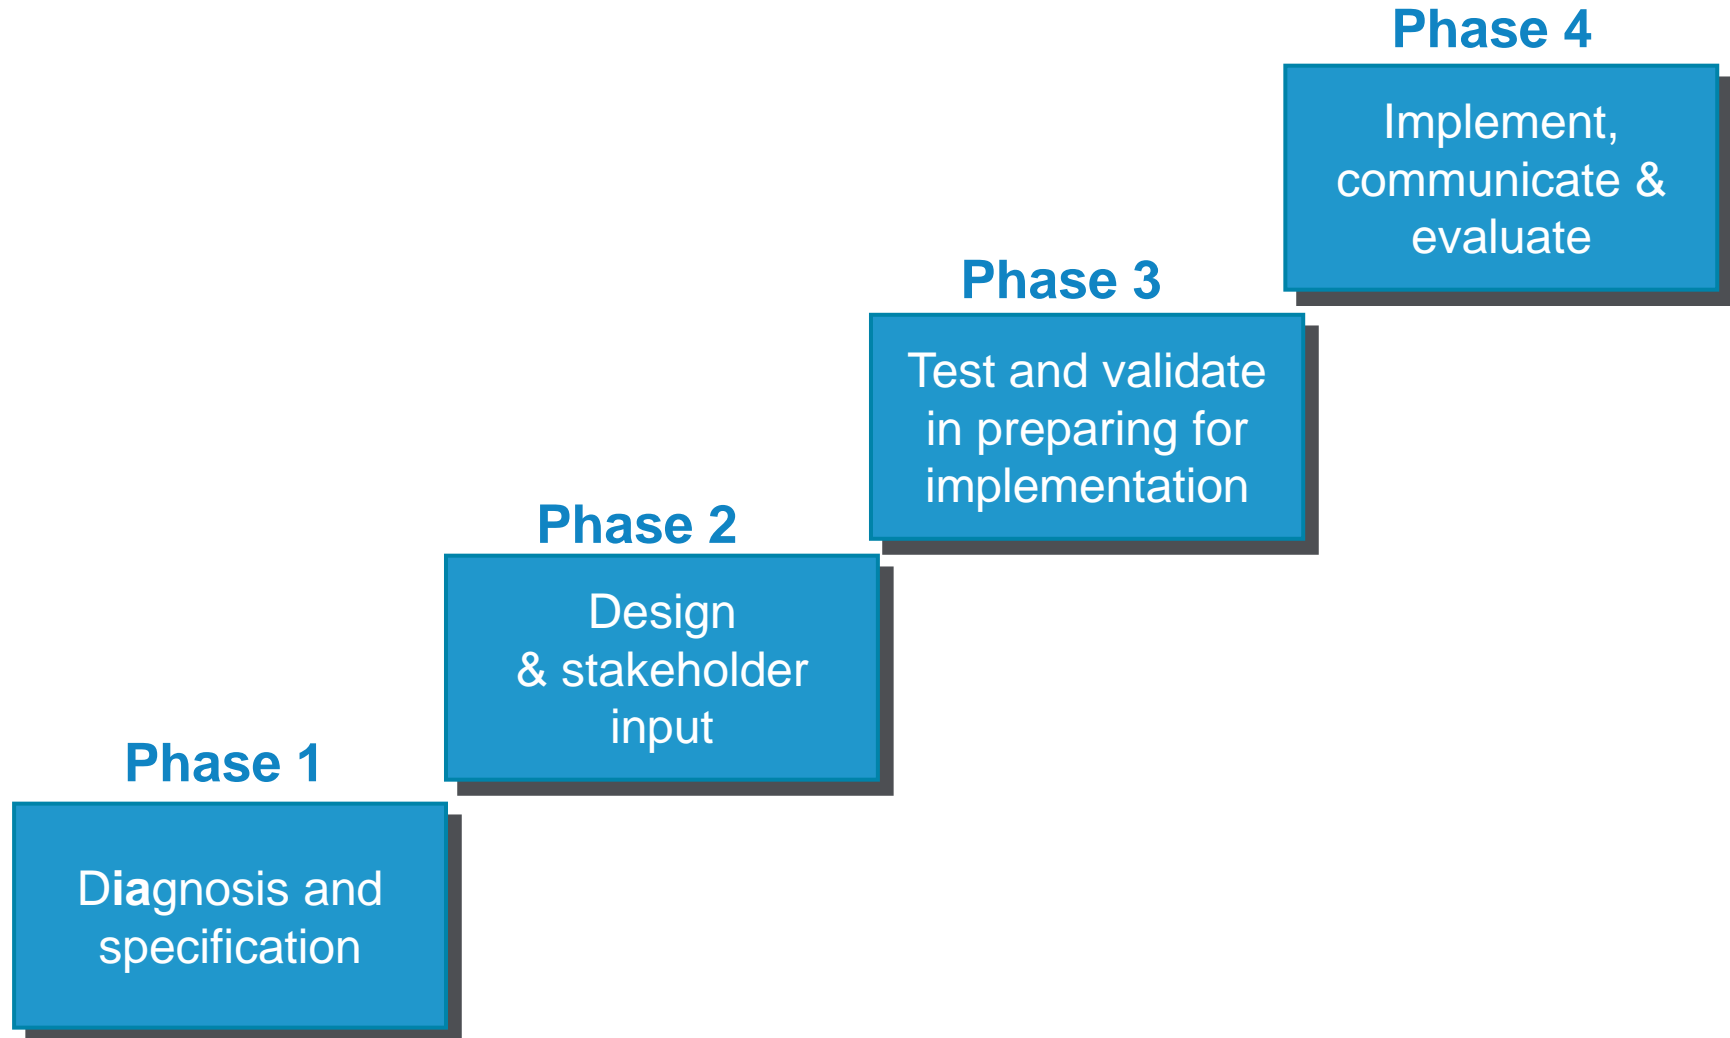 Phase 4
Implement,
communicate &
evaluate
Phase 3
Test and validate
in preparing for
implementation
Phase 2
Design
& stakeholder
input
Phase 1
Diagnosis and
specification